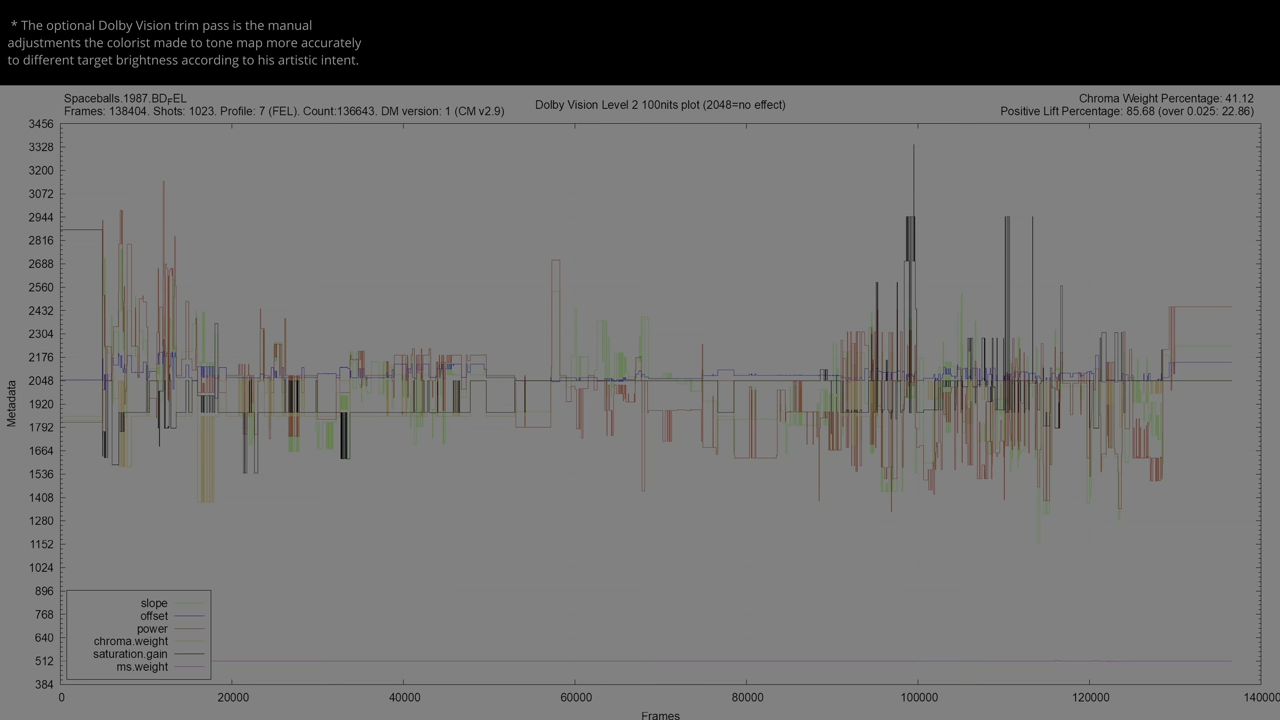 * The optional Dolby Vision trim pass is the manual
adjustments the colorist made to tone map more accurately
to different target brightness according to his artistic intent.
Spaceballs.1987.BDFEL
Frames: 138404. Shots: 1023. Profile: 7 (FEL). Count:136643. DM version: 1 (CM v2.9)
Dolby Vision Level 2 100nits plot (2048=no effect)
Chroma Weight Percentage: 41.12
Positive Lift Percentage: 85.68 (over 0.025: 22.86)
3456
3328
3200
3072
2944
2816
2688
2560
2432
2304
2176
2048
1920
1792
1664
1536
1408
1280
1152
1024
896
768
640
512
384
Metadata
slope
offset
power
chroma.weight
saturation.gain
ms.weight
0
20000
40000
60000
80000
100000
120000
140000
Frames